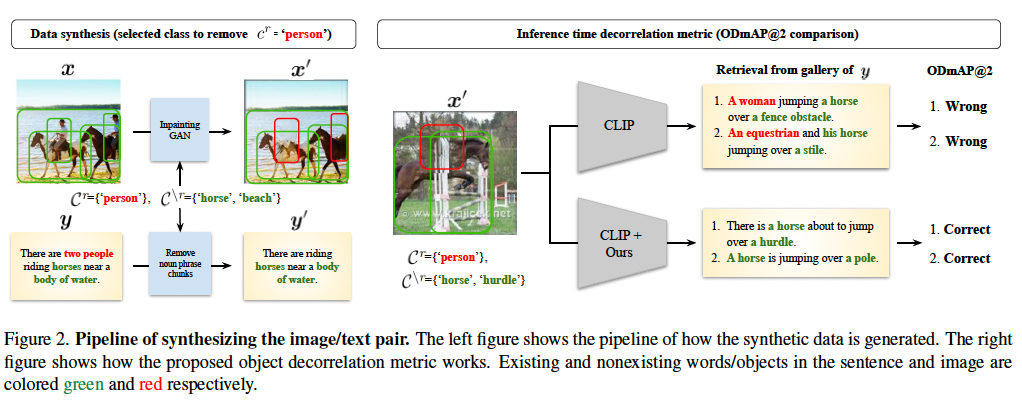 Data synthesis (selected class to remove 𝒞ʳ = ‘person’)
Inference time decorrelation metric (ODmAP@2 comparison)
x
x′
Inpainting
GAN
𝒞ʳ={‘person’}, 𝒞\ʳ={‘horse’, ‘beach’}
y
y′
There are two people
riding horses near a
body of water.
Remove
noun phrase
chunks
There are riding
horses near a body
of water.
x′
𝒞ʳ={‘person’},
𝒞\ʳ={‘horse’, ‘hurdle’}
CLIP
CLIP +
Ours
Retrieval from gallery of y
1. A woman jumping a horse
over a fence obstacle.
2. An equestrian and his horse
jumping over a stile.
1. There is a horse about to jump
over a hurdle.
2. A horse is jumping over a pole.
ODmAP@2
1. Wrong
2. Wrong
1. Correct
2. Correct
Figure 2. Pipeline of synthesizing the image/text pair. The left figure shows the pipeline of how the synthetic data is generated. The right
figure shows how the proposed object decorrelation metric works. Existing and nonexisting words/objects in the sentence and image are
colored green and red respectively.